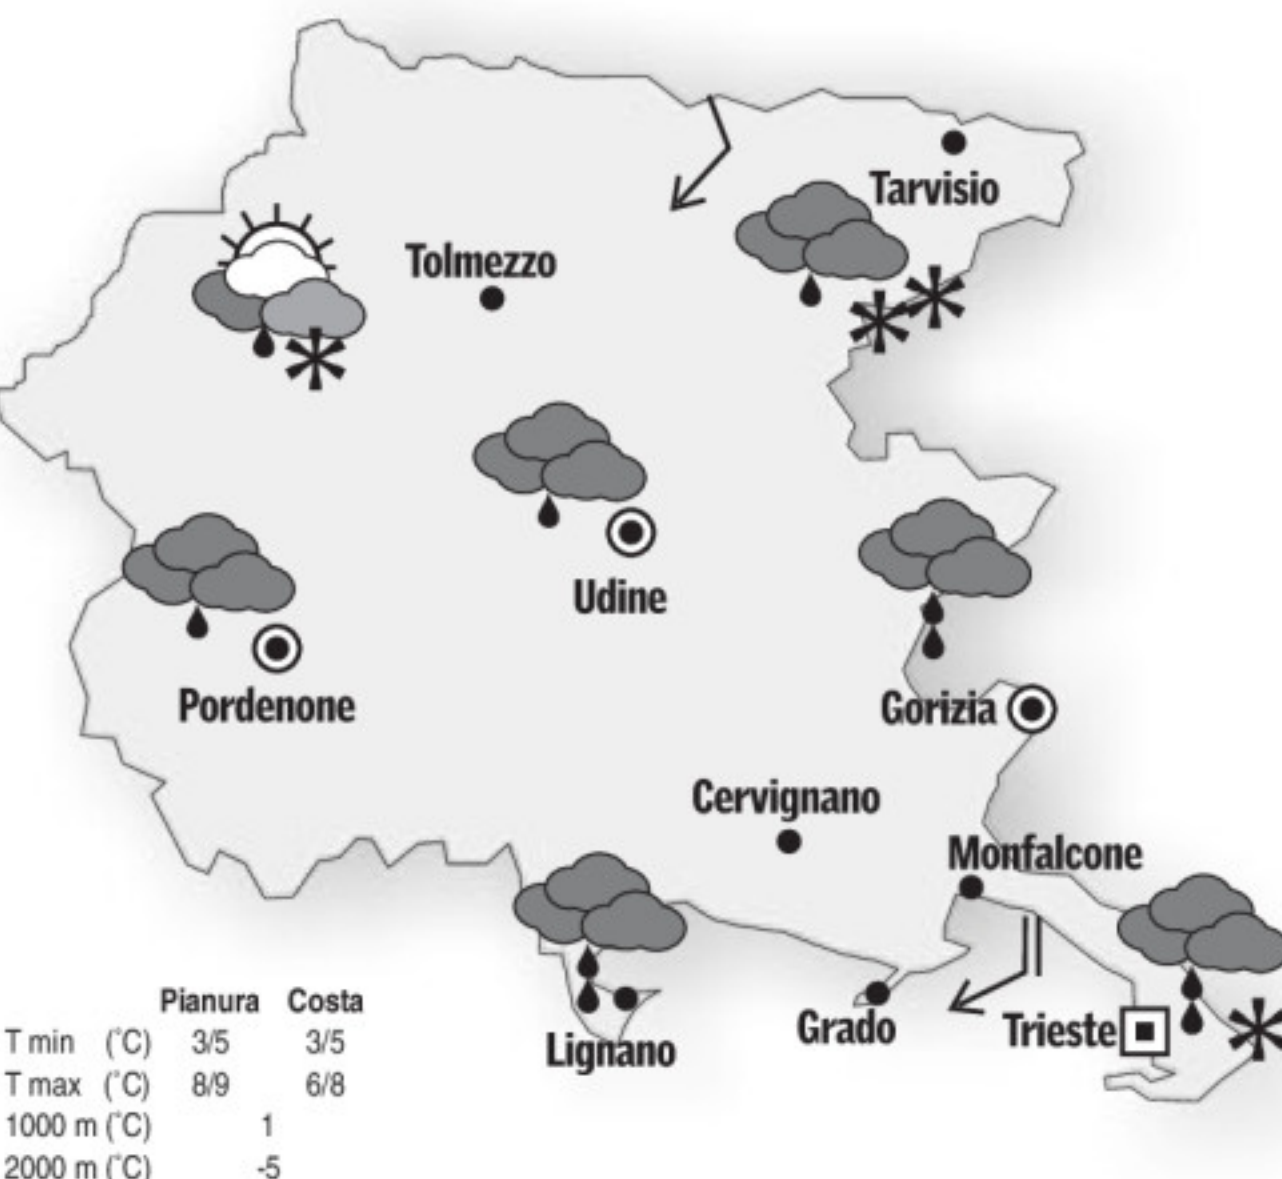 Tarvisio
Tolmezzo
Udine
Pordenone
Gorizia
Cervignano
Monfalcone
Lignano
Grado
Trieste
Pianura Costa
T min (°C) 3/5 3/5
T max (°C) 8/9 6/8
1000 m (°C) 1
2000 m (°C) -5